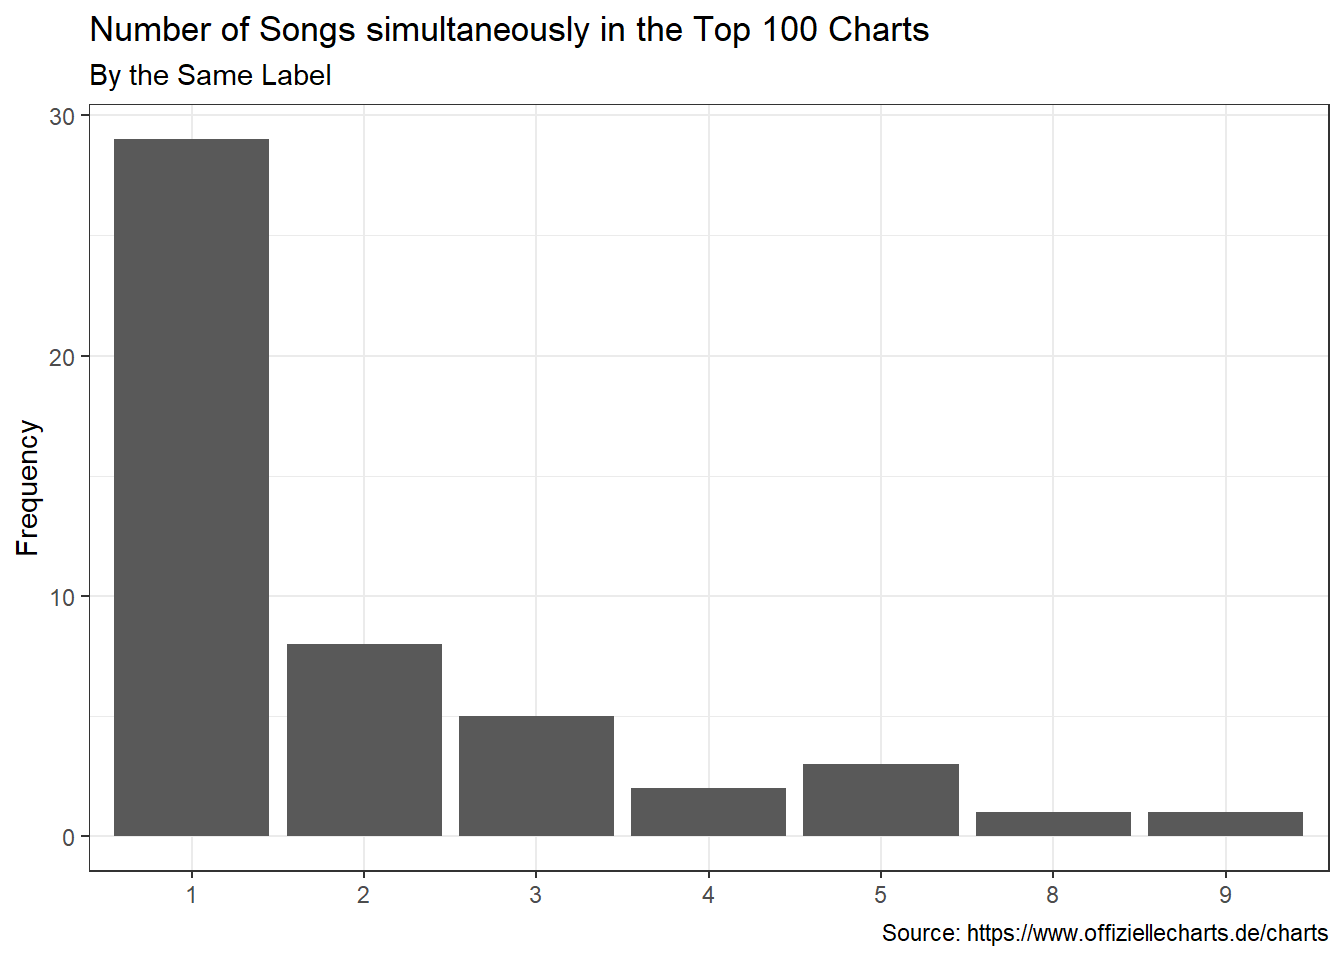 Number of Songs simultaneously in the Top 100 Charts
By the Same Label
30
20
10
0
Frequency
1 2 3 4 5 8 9
Source: https://www.offiziellecharts.de/charts